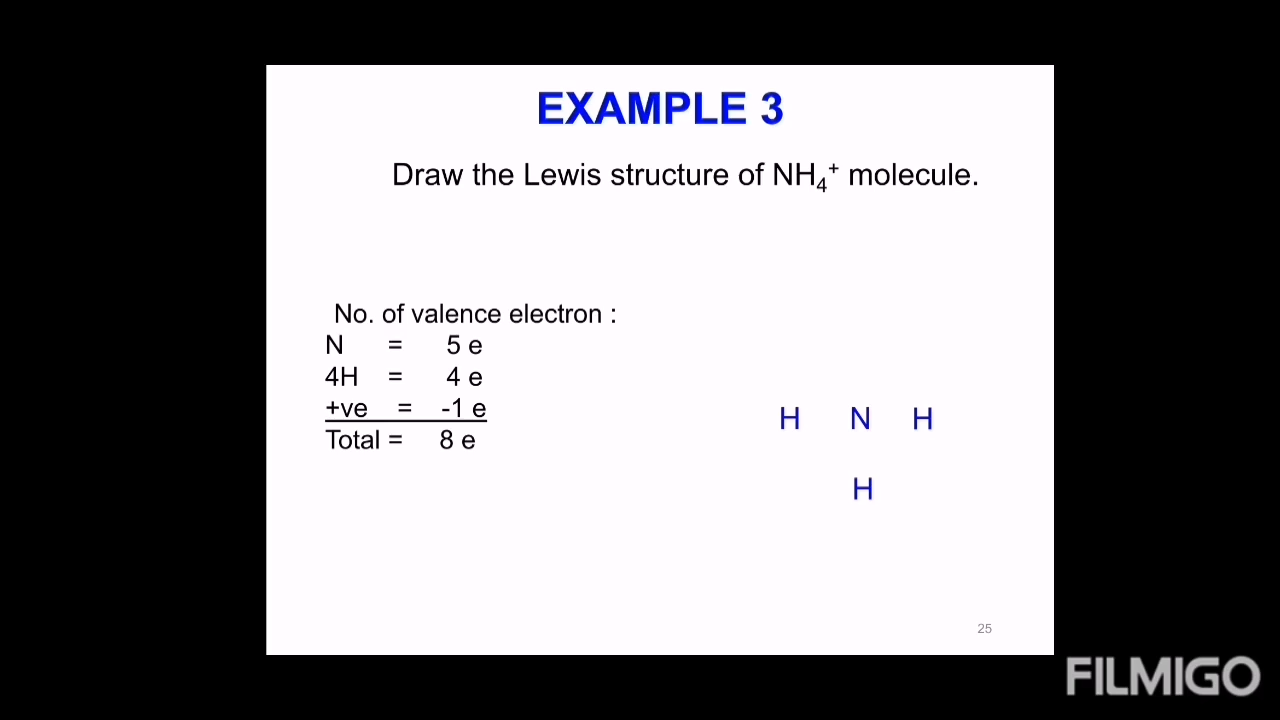 EXAMPLE 3
Draw the Lewis structure of NH₄⁺ molecule.
No. of valence electron :
N = 5 e
4H = 4 e
+ve = -1 e
Total = 8 e
H N H
H
25
FILMIGO